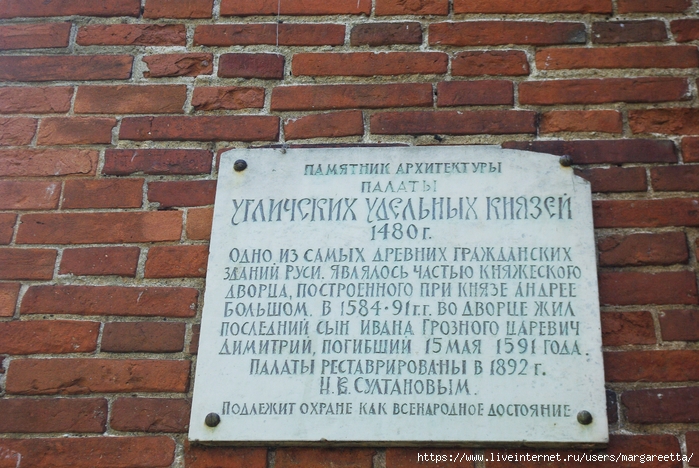 ПАМЯТНИК АРХИТЕКТУРЫ
ПАЛАТЫ
УГЛИЧСКИХ УДЕЛЬНЫХ КНЯЗЕЙ
1480 г.
ОДНО ИЗ САМЫХ ДРЕВНИХ ГРАЖДАНСКИХ
ЗДАНИЙ РУСИ. ЯВЛЯЛОСЬ ЧАСТЬЮ КНЯЖЕСКОГО
ДВОРЦА, ПОСТРОЕННОГО ПРИ КНЯЗЕ АНДРЕЕ
БОЛЬШОМ. В 1584-91 г.г. ВО ДВОРЦЕ ЖИЛ
ПОСЛЕДНИЙ СЫН ИВАНА ГРОЗНОГО ЦАРЕВИЧ
ДИМИТРИЙ, ПОГИБШИЙ 15 МАЯ 1591 ГОДА.
ПАЛАТЫ РЕСТАВРИРОВАНЫ В 1892 г.
Н.В. СУЛТАНОВЫМ.
ПОДЛЕЖИТ ОХРАНЕ КАК ВСЕНАРОДНОЕ ДОСТОЯНИЕ
https://www.liveinternet.ru/users/margareetta/